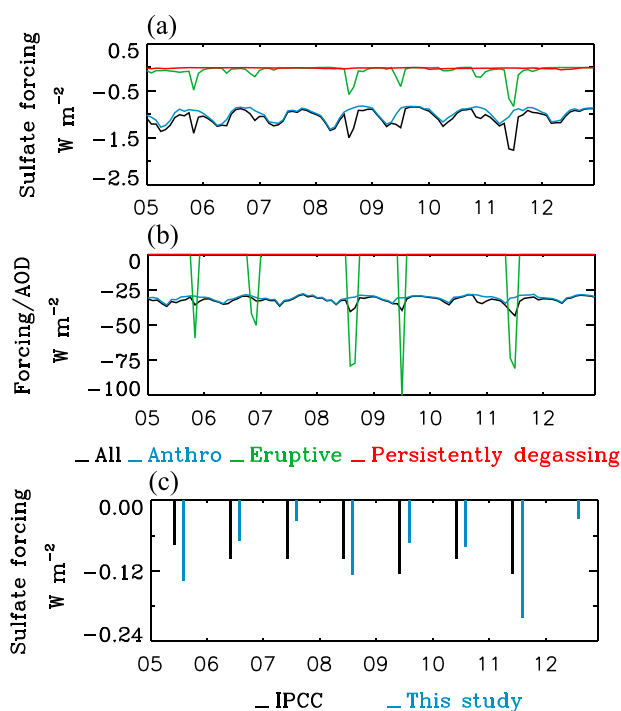 (a)
Sulfate forcing
W m−2
0.5
−0.5
−1.5
−2.5
05 06 07 08 09 10 11 12
(b)
Forcing/AOD
W m−2
0
−25
−50
−75
−100
05 06 07 08 09 10 11 12
All Anthro Eruptive Persistently degassing
(c)
Sulfate forcing
W m−2
0.00
−0.12
−0.24
05 06 07 08 09 10 11 12
IPCC This study